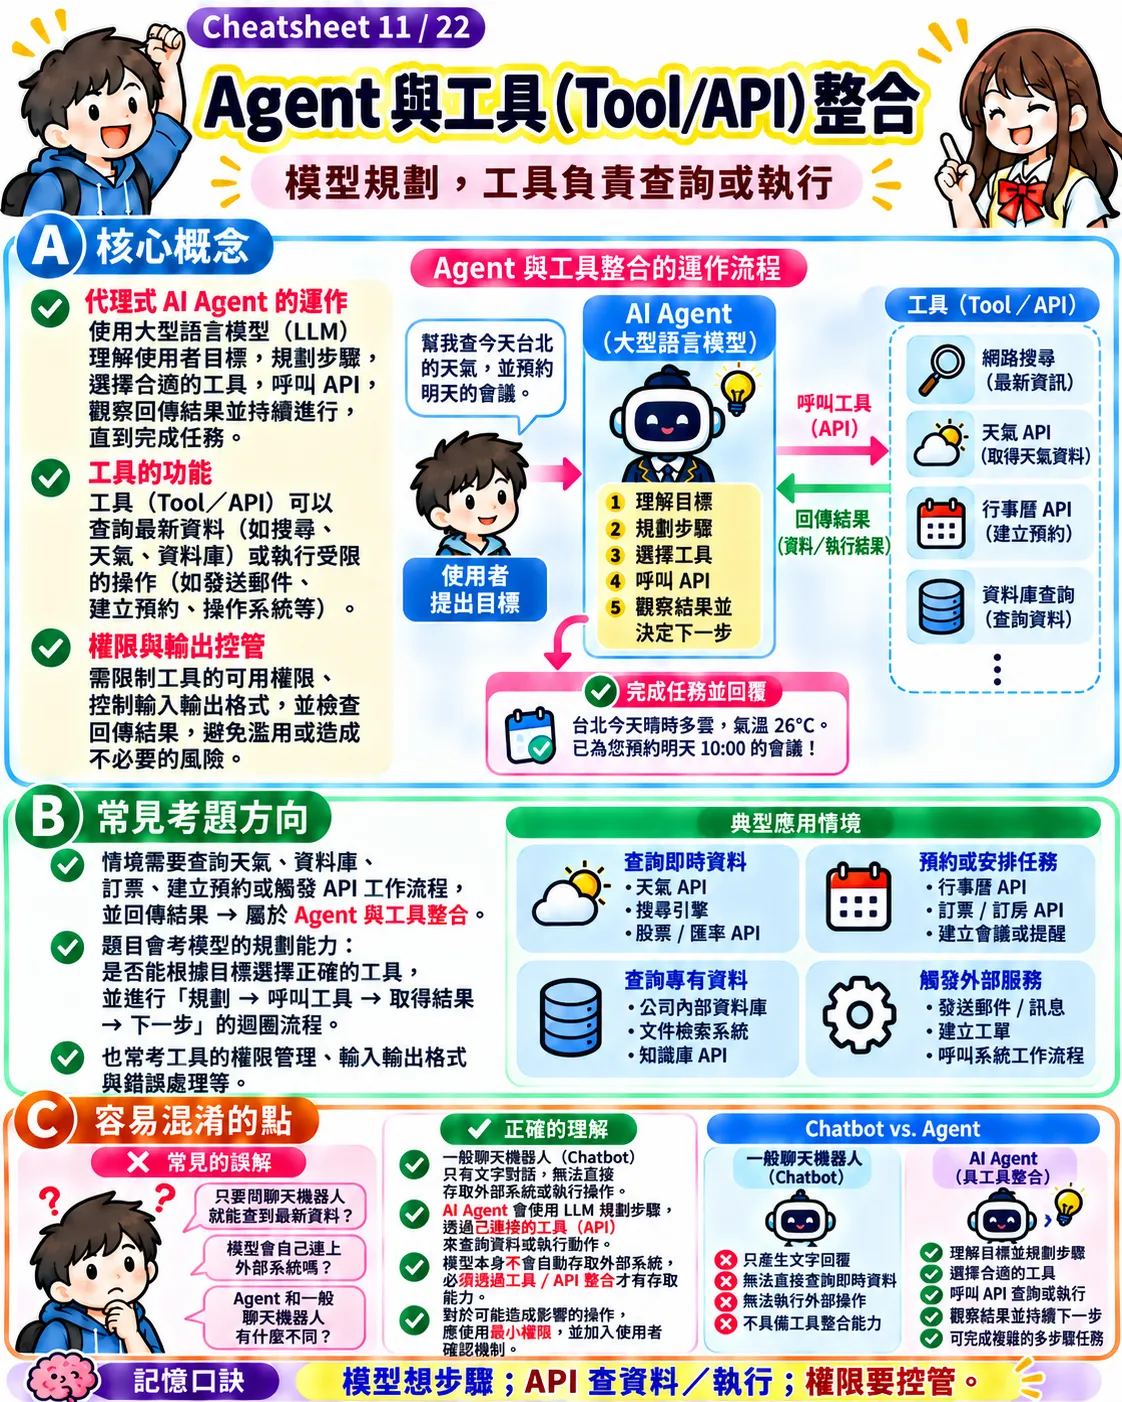 Cheatsheet 11 / 22
Agent 與工具(Tool/API)整合
模型規劃，工具負責查詢或執行
A 核心概念
代理式 AI Agent 的運作
使用大型語言模型（LLM）
理解使用者目標，規劃步驟，
選擇合適的工具，呼叫 API，
觀察回傳結果並持續進行，
直到完成任務。
工具的功能
工具（Tool／API）可以
查詢最新資料（如搜尋、
天氣、資料庫）或執行受限
的操作（如發送郵件、
建立預約、操作系統等）。
權限與輸出控管
需限制工具的可用權限、
控制輸入輸出格式，並檢查
回傳結果，避免濫用或造成
不必要的風險。
Agent 與工具整合的運作流程
幫我查今天台北
的天氣，並預約
明天的會議。
使用者
提出目標
AI Agent
（大型語言模型）
1 理解目標
2 規劃步驟
3 選擇工具
4 呼叫 API
5 觀察結果並
決定下一步
呼叫工具
（API）
回傳結果
（資料／執行結果）
工具（Tool／API）
網路搜尋
（最新資訊）
天氣 API
（取得天氣資料）
行事曆 API
（建立預約）
資料庫查詢
（查詢資料）
完成任務並回覆
台北今天晴時多雲，氣溫 26°C。
已為您預約明天 10:00 的會議！
B 常見考題方向
情境需要查詢天氣、資料庫、
訂票、建立預約或觸發 API 工作流程，
並回傳結果 → 屬於 Agent 與工具整合。
題目會考模型的規劃能力：
是否能根據目標選擇正確的工具，
並進行「規劃 → 呼叫工具 → 取得結果
→ 下一步」的迴圈流程。
也常考工具的權限管理、輸入輸出格式
與錯誤處理等。
典型應用情境
查詢即時資料
・天氣 API
・搜尋引擎
・股票 / 匯率 API
預約或安排任務
・行事曆 API
・訂票 / 訂房 API
・建立會議或提醒
查詢專有資料
・公司內部資料庫
・文件檢索系統
・知識庫 API
觸發外部服務
・發送郵件 / 訊息
・建立工單
・呼叫系統工作流程
C 容易混淆的點
常見的誤解
? ?
只要問聊天機器人
就能查到最新資料？
模型會自己連上
外部系統嗎？
Agent 和一般
聊天機器人
有什麼不同？
正確的理解
一般聊天機器人（Chatbot）
只有文字對話，無法直接
存取外部系統或執行操作。
AI Agent 會使用 LLM 規劃步驟，
透過已連接的工具（API）
來查詢資料或執行動作。
模型本身不會自動存取外部系統，
必須透過工具 / API 整合才有存取
能力。
對於可能造成影響的操作，
應使用最小權限，並加入使用者
確認機制。
Chatbot vs. Agent
一般聊天機器人
（Chatbot）
只產生文字回覆
無法直接查詢即時資料
無法執行外部操作
不具備工具整合能力
AI Agent
（具工具整合）
理解目標並規劃步驟
選擇合適的工具
呼叫 API 查詢或執行
觀察結果並持續下一步
可完成複雜的多步驟任務
記憶口訣
模型想步驟；API 查資料／執行；權限要控管。